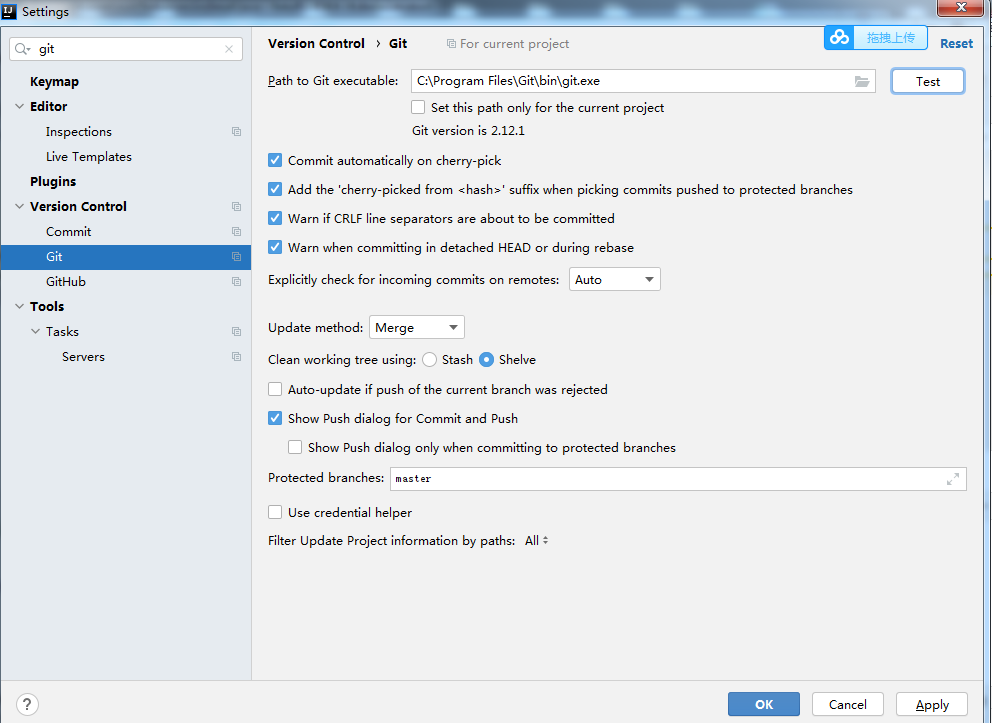 Settings
git
Keymap
Editor
Inspections
Live Templates
Plugins
Version Control
Commit
Git
GitHub
Tools
Tasks
Servers
Version Control › Git
For current project
拖拽上传
Reset
Path to Git executable: C:\Program Files\Git\bin\git.exe
Test
Set this path only for the current project
Git version is 2.12.1
Commit automatically on cherry-pick
Add the 'cherry-picked from <hash>' suffix when picking commits pushed to protected branches
Warn if CRLF line separators are about to be committed
Warn when committing in detached HEAD or during rebase
Explicitly check for incoming commits on remotes: Auto
Update method: Merge
Clean working tree using: Stash Shelve
Auto-update if push of the current branch was rejected
Show Push dialog for Commit and Push
Show Push dialog only when committing to protected branches
Protected branches: master
Use credential helper
Filter Update Project information by paths: All
?
OK
Cancel
Apply